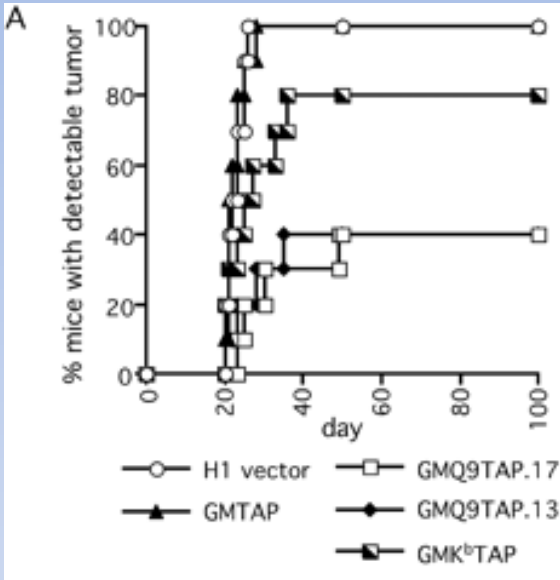 A
% mice with detectable tumor
100
80
60
40
20
0
0
20
40
60
80
100
day
H1 vector
GMTAP
GMQ9TAP.17
GMQ9TAP.13
GMKᵇTAP